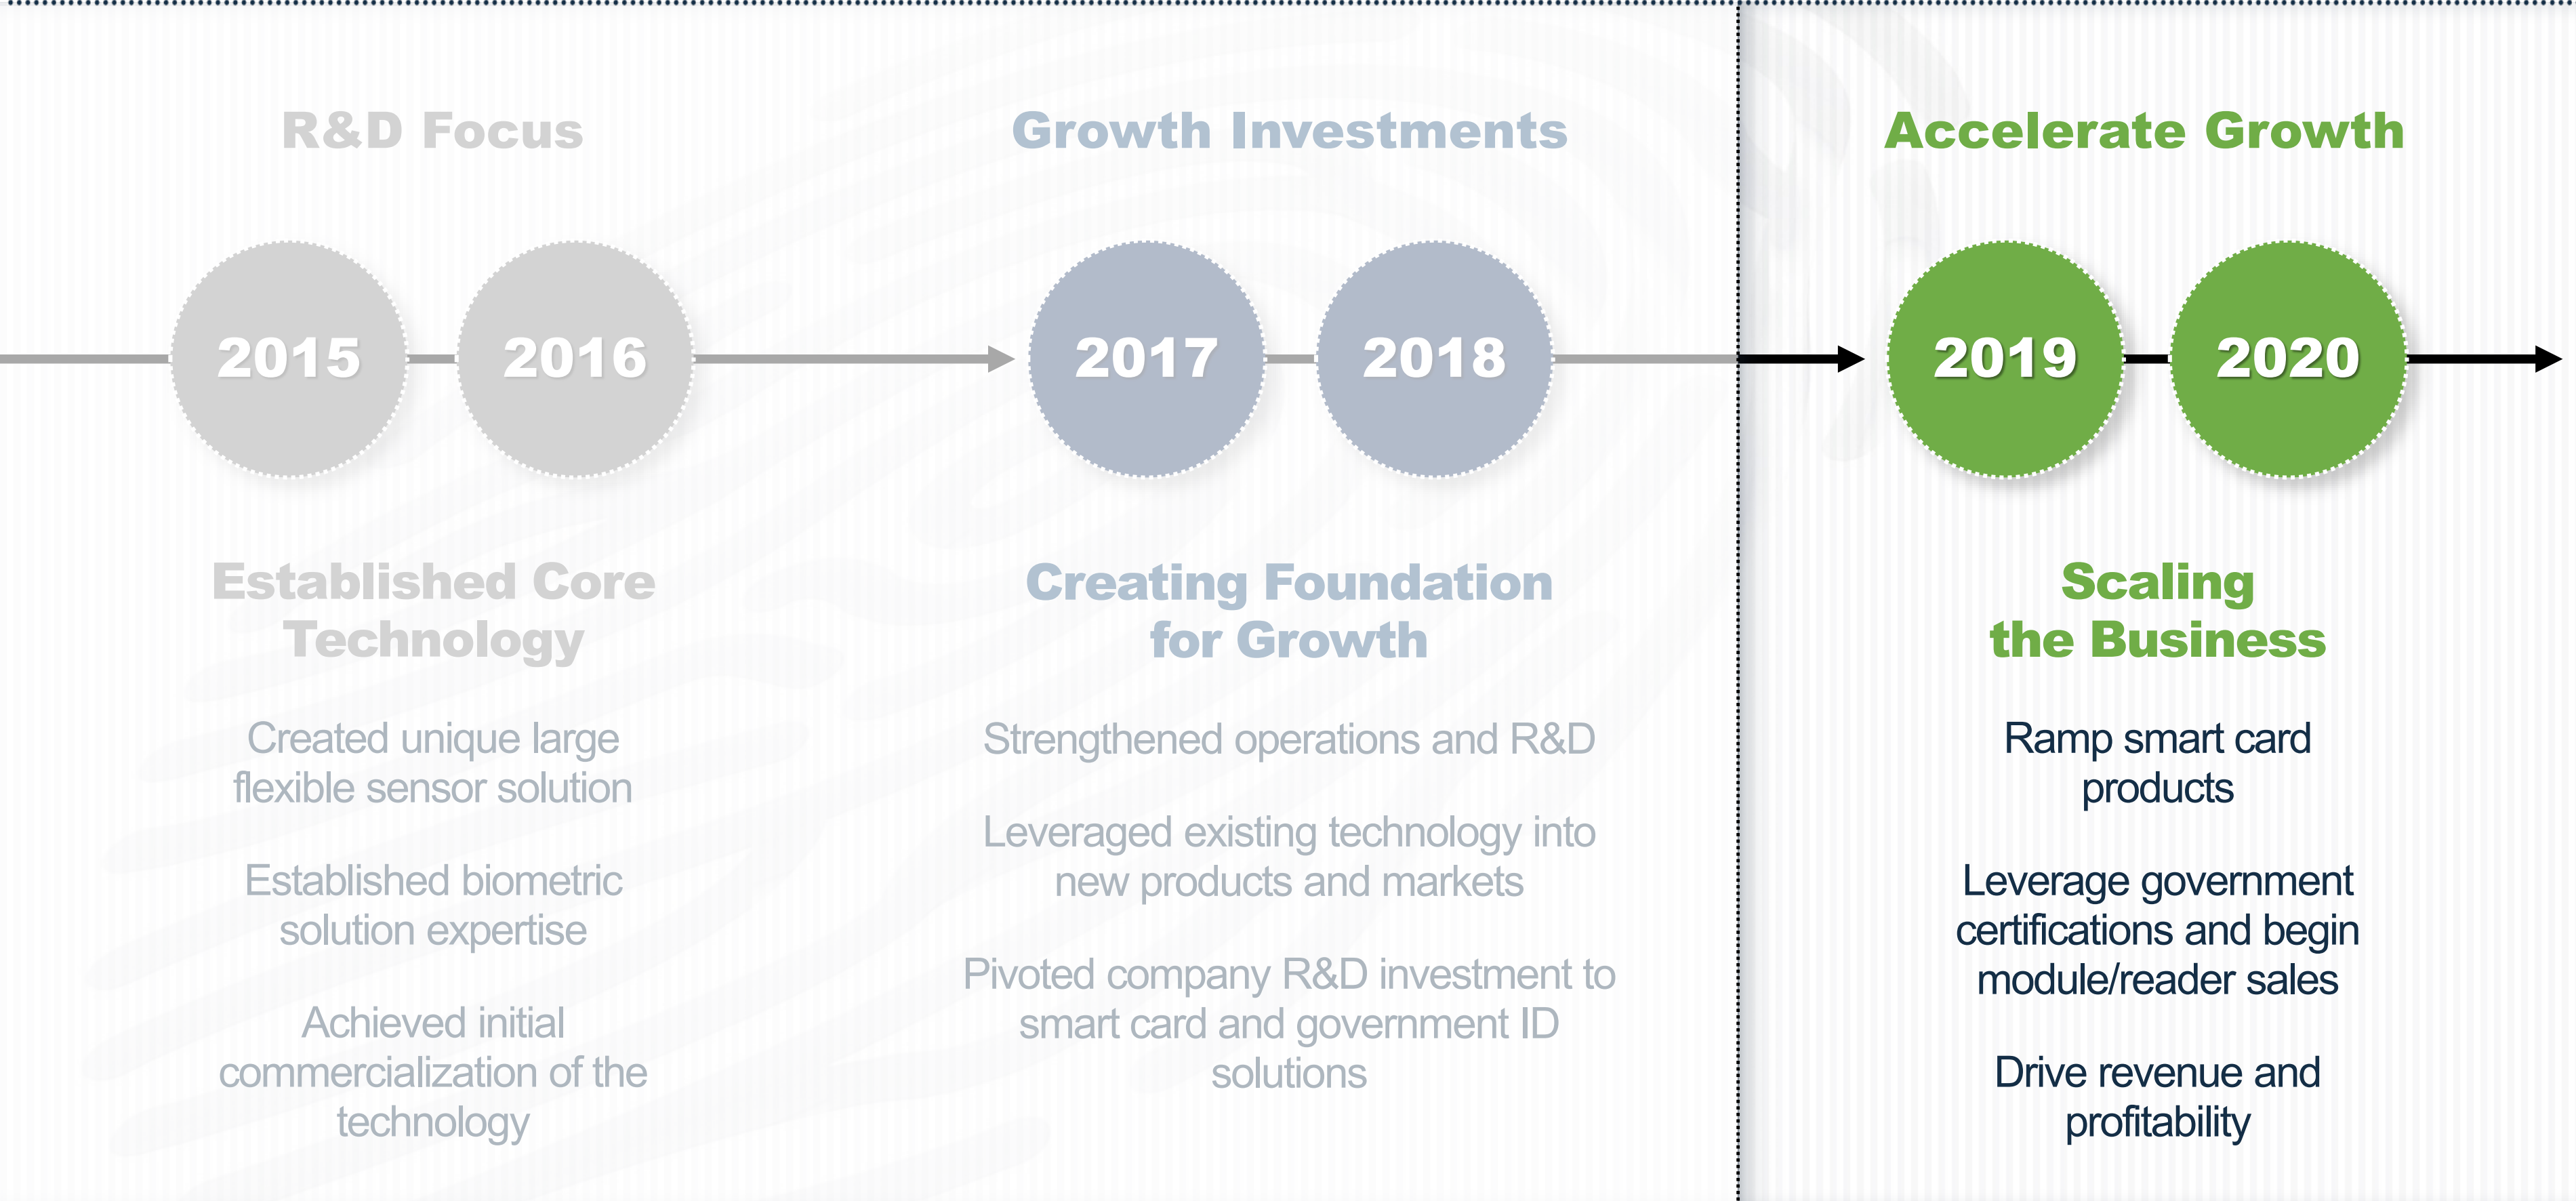 R&D Focus
2015
2016
Established Core
Technology
Created unique large
flexible sensor solution
Established biometric
solution expertise
Achieved initial
commercialization of the
technology
Growth Investments
2017
2018
Creating Foundation
for Growth
Strengthened operations and R&D
Leveraged existing technology into
new products and markets
Pivoted company R&D investment to
smart card and government ID
solutions
Accelerate Growth
2019
2020
Scaling
the Business
Ramp smart card
products
Leverage government
certifications and begin
module/reader sales
Drive revenue and
profitability